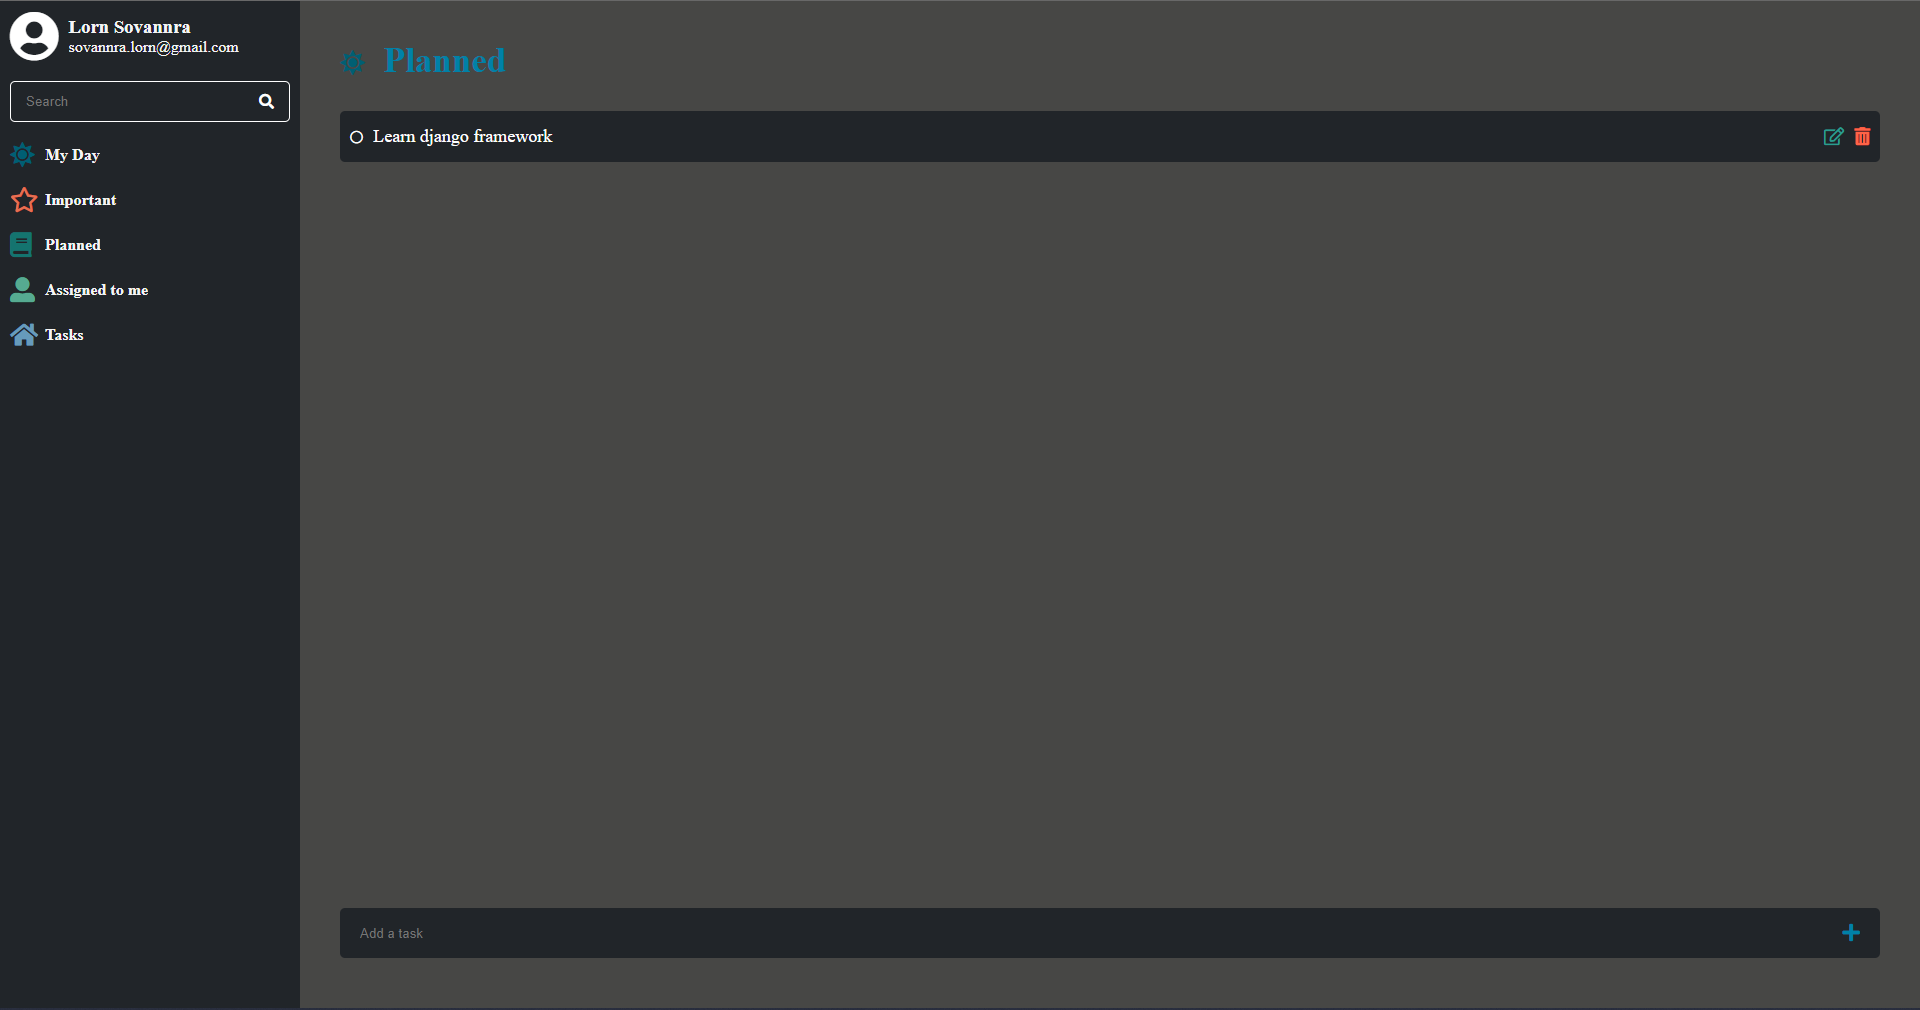 Lorn Sovannra
sovannra.lorn@gmail.com
Search
My Day
Important
Planned
Assigned to me
Tasks
Planned
Learn django framework
Add a task